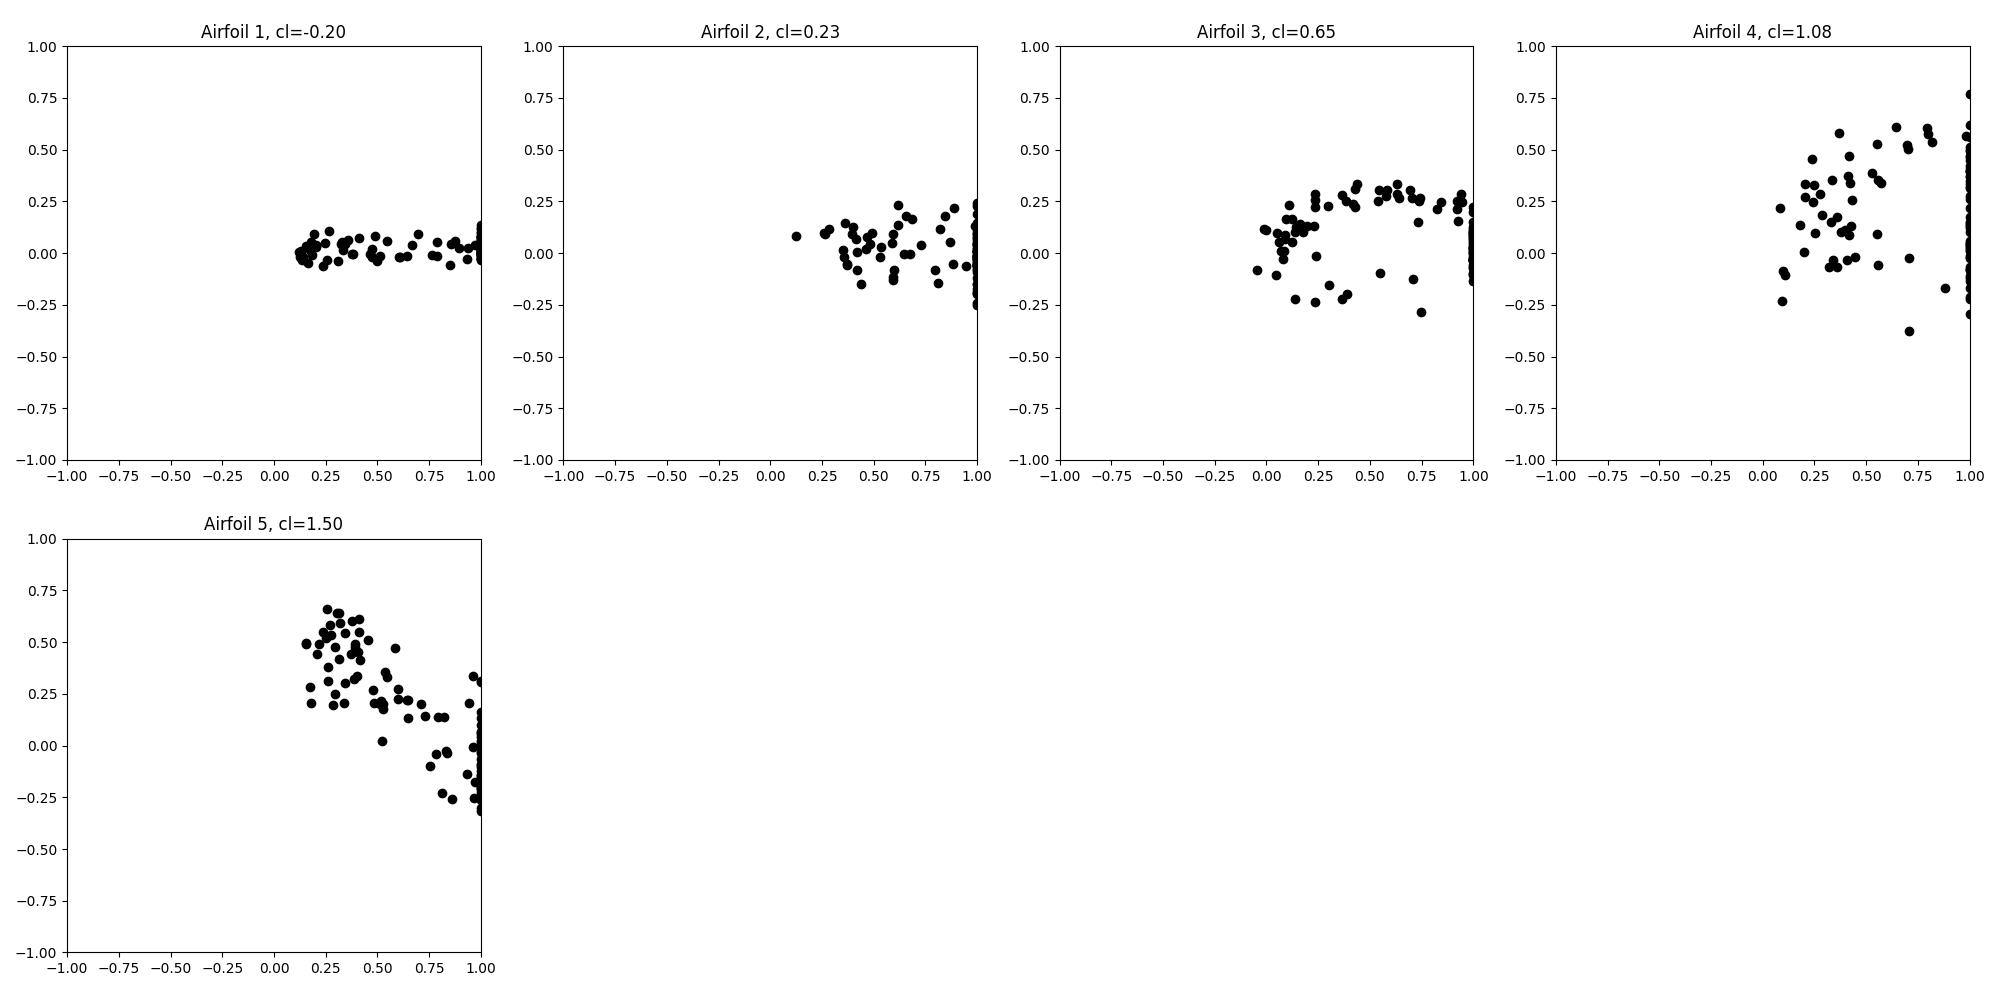 Airfoil 1, cl=-0.20
Airfoil 2, cl=0.23
Airfoil 3, cl=0.65
Airfoil 4, cl=1.08
1.00 1.00 1.00 1.00
0.75 0.75 0.75 0.75
0.50 0.50 0.50 0.50
0.25 0.25 0.25 0.25
0.00 0.00 0.00 0.00
−0.25 −0.25 −0.25 −0.25
−0.50 −0.50 −0.50 −0.50
−0.75 −0.75 −0.75 −0.75
−1.00 −1.00 −1.00 −1.00
−1.00 −0.75 −0.50 −0.25 0.00 0.25 0.50 0.75 1.00
−1.00 −0.75 −0.50 −0.25 0.00 0.25 0.50 0.75 1.00
−1.00 −0.75 −0.50 −0.25 0.00 0.25 0.50 0.75 1.00
−1.00 −0.75 −0.50 −0.25 0.00 0.25 0.50 0.75 1.00
Airfoil 5, cl=1.50
1.00
0.75
0.50
0.25
0.00
−0.25
−0.50
−0.75
−1.00
−1.00 −0.75 −0.50 −0.25 0.00 0.25 0.50 0.75 1.00